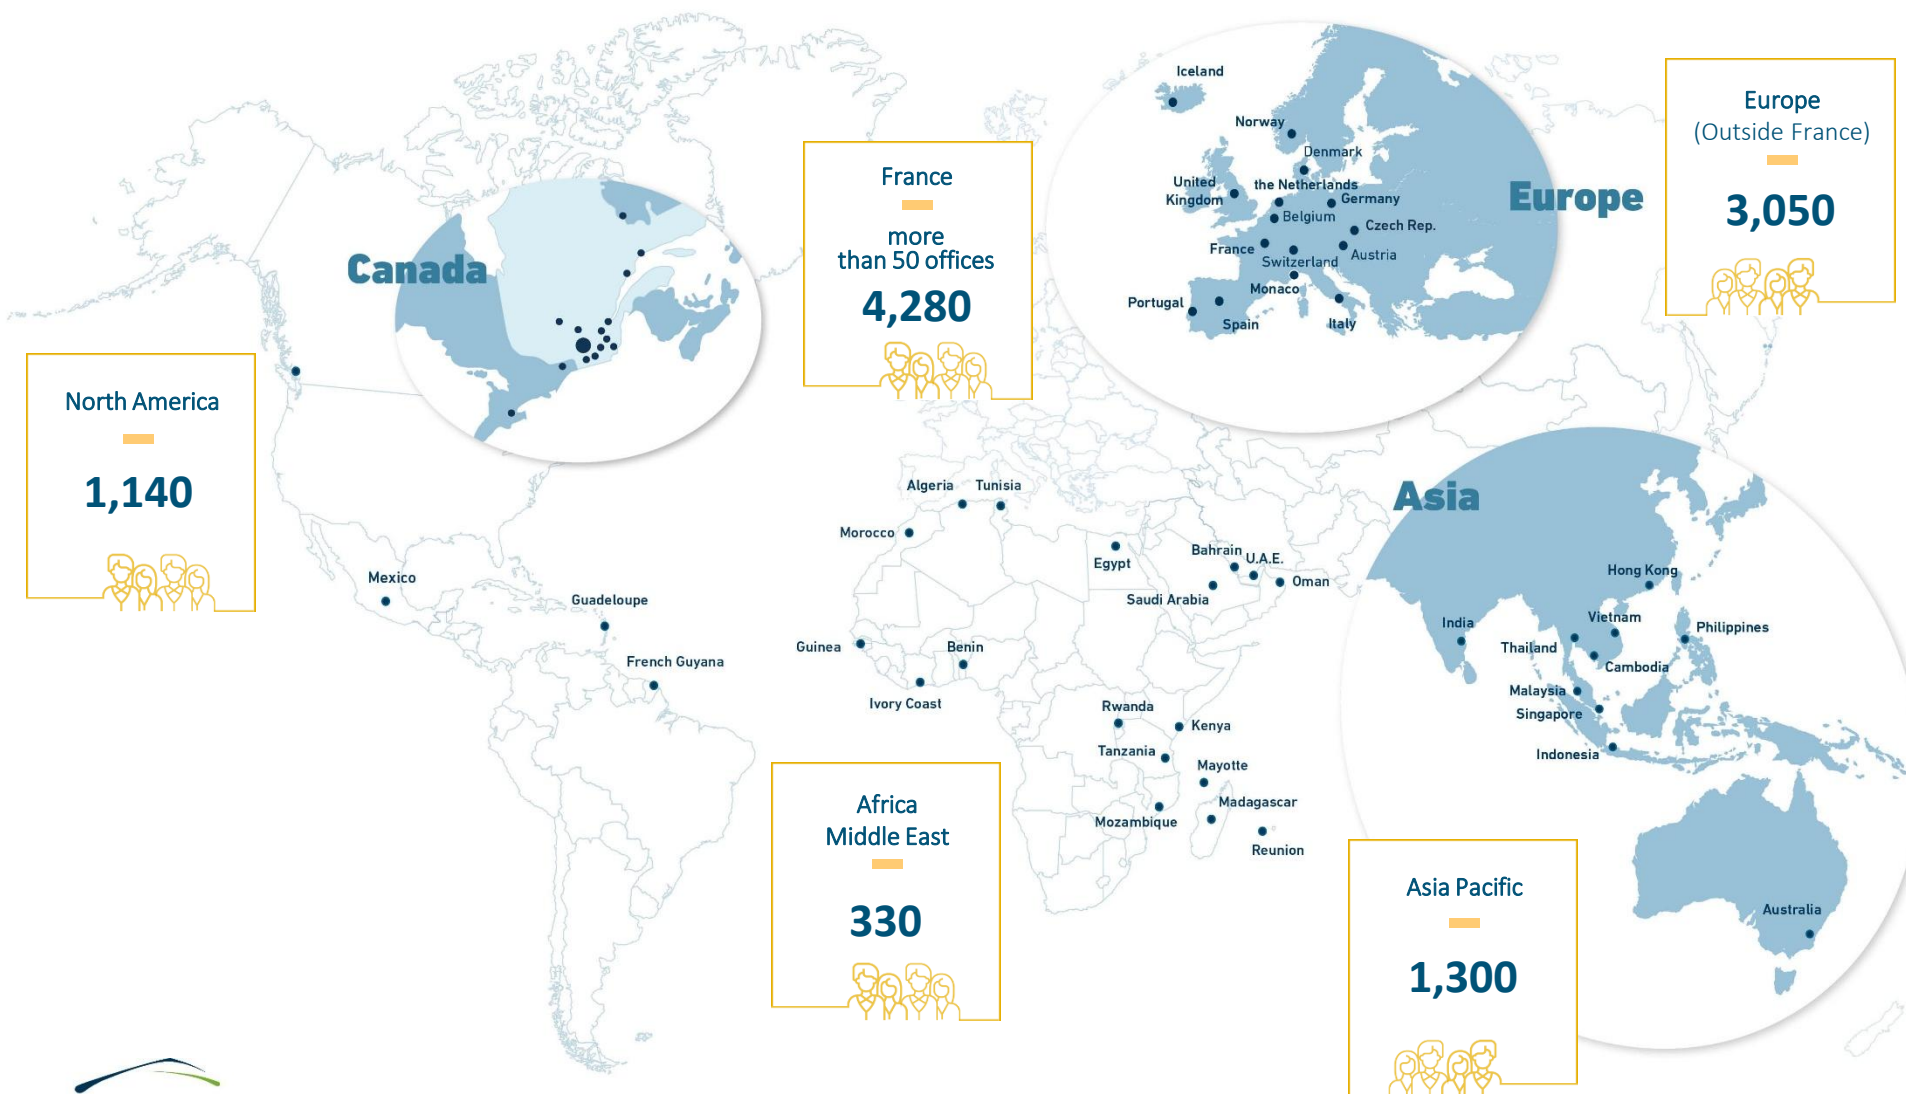 Iceland
Norway
Denmark
United
Kingdom
the Netherlands
Germany
Belgium
Czech Rep.
France
Switzerland
Austria
Monaco
Portugal
Spain
Italy
Europe
Europe
(Outside France)
3,050
France
more
than 50 offices
4,280
Canada
North America
1,140
Mexico
Guadeloupe
French Guyana
Algeria
Tunisia
Morocco
Egypt
Bahrain
U.A.E.
Oman
Saudi Arabia
Guinea
Benin
Ivory Coast
Rwanda
Kenya
Tanzania
Mayotte
Madagascar
Mozambique
Reunion
Africa
Middle East
330
Asia
Hong Kong
India
Vietnam
Philippines
Thailand
Cambodia
Malaysia
Singapore
Indonesia
Australia
Asia Pacific
1,300